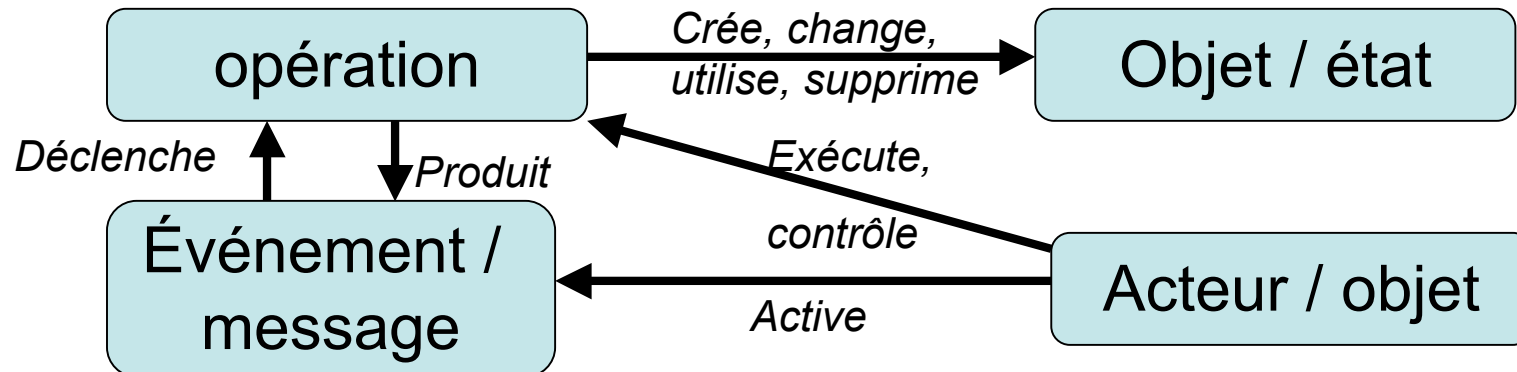 opération
Crée, change,
utilise, supprime
Objet / état
Déclenche
Produit
Exécute,
contrôle
Événement /
message
Active
Acteur / objet